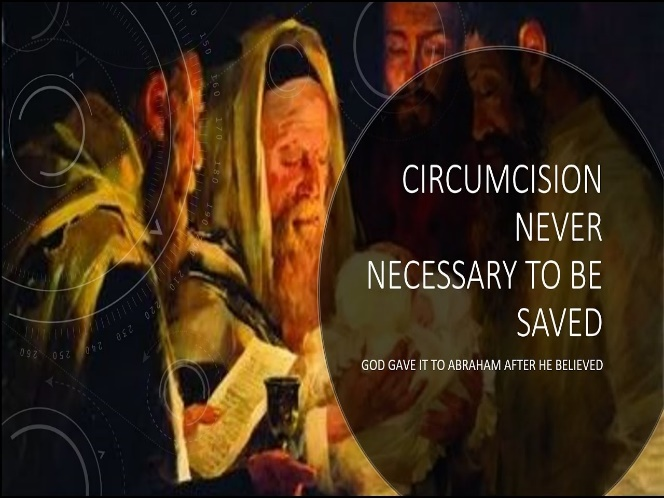 CIRCUMCISION
NEVER
NECESSARY TO BE
SAVED
GOD GAVE IT TO ABRAHAM AFTER HE BELIEVED